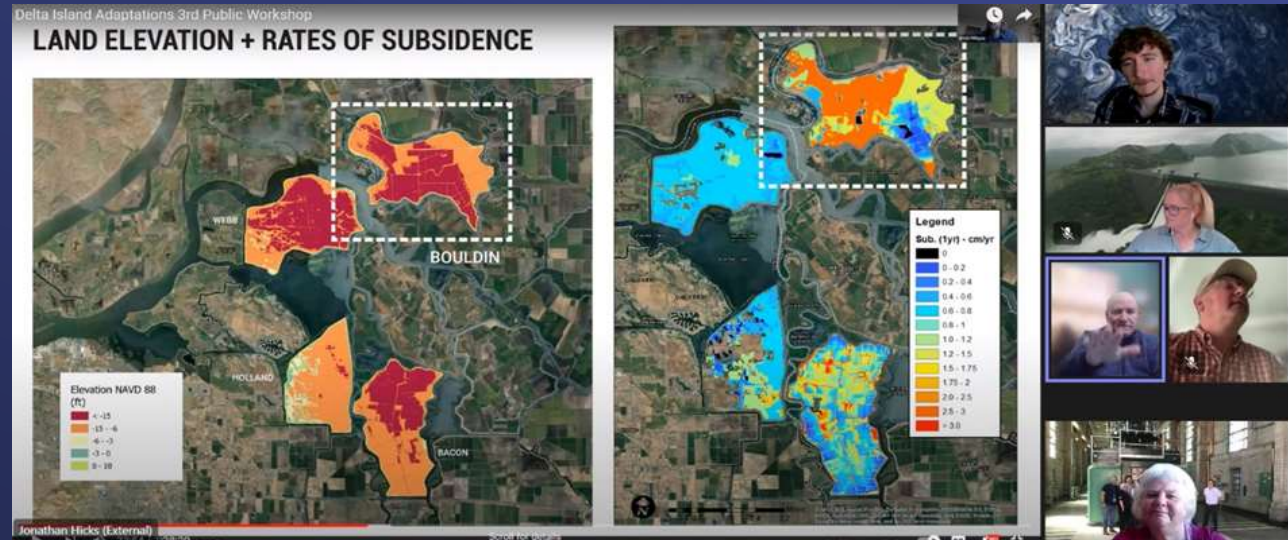 Delta Island Adaptations 3rd Public Workshop
LAND ELEVATION + RATES OF SUBSIDENCE
WEBB
BOULDIN
HOLLAND
BACON
Elevation NAVD 88
(ft)
< -15
-15 - -6
-6 - -3
-3 - 0
Legend
Sub. (1yr) - cm/yr
0
0 - 0.2
0.2 - 0.4
0.4 - 0.6
0.6 - 0.8
0.8 - 1
1.0 - 1.2
1.2 - 1.5
1.5 - 1.75
1.75 - 2
2.0 - 2.5
2.5 - 3
> 3.0
Jonathan Hicks (External)
Scroll for details